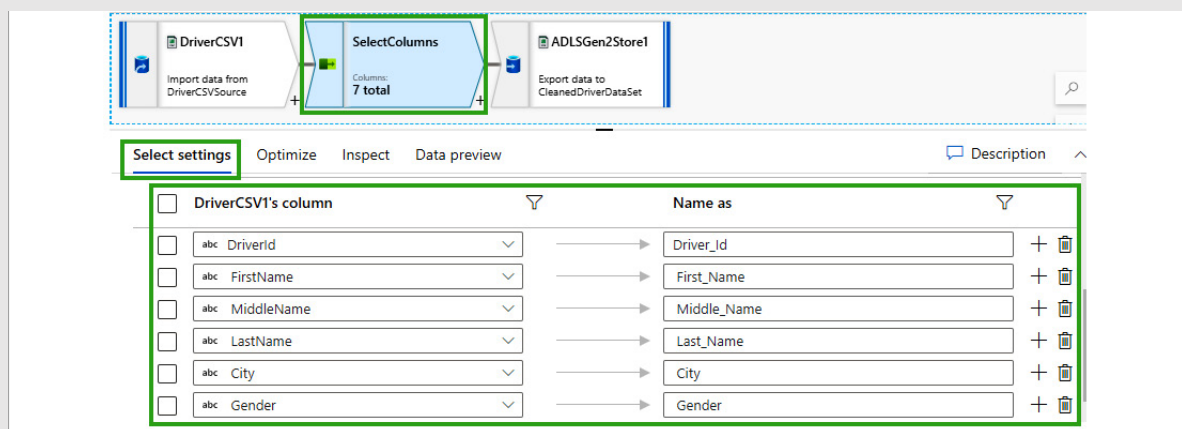 DriverCSV1
SelectColumns
ADLSGen2Store1
Import data from
DriverCSVSource
Columns:
7 total
Export data to
CleanedDriverDataSet
+
+
Select settings Optimize Inspect Data preview Description
DriverCSV1's column Name as
abc DriverId Driver_Id
abc FirstName First_Name
abc MiddleName Middle_Name
abc LastName Last_Name
abc City City
abc Gender Gender